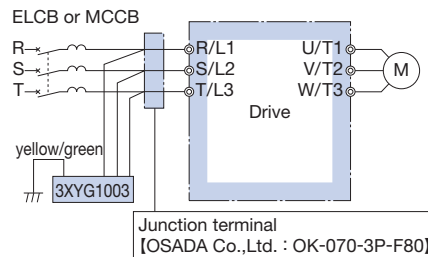 ELCB or MCCB
R R/L1 U/T1
S S/L2 V/T2 M
T T/L3 W/T3
Drive
yellow/green
3XYG1003
Junction terminal
【OSADA Co.,Ltd. : OK-070-3P-F80】